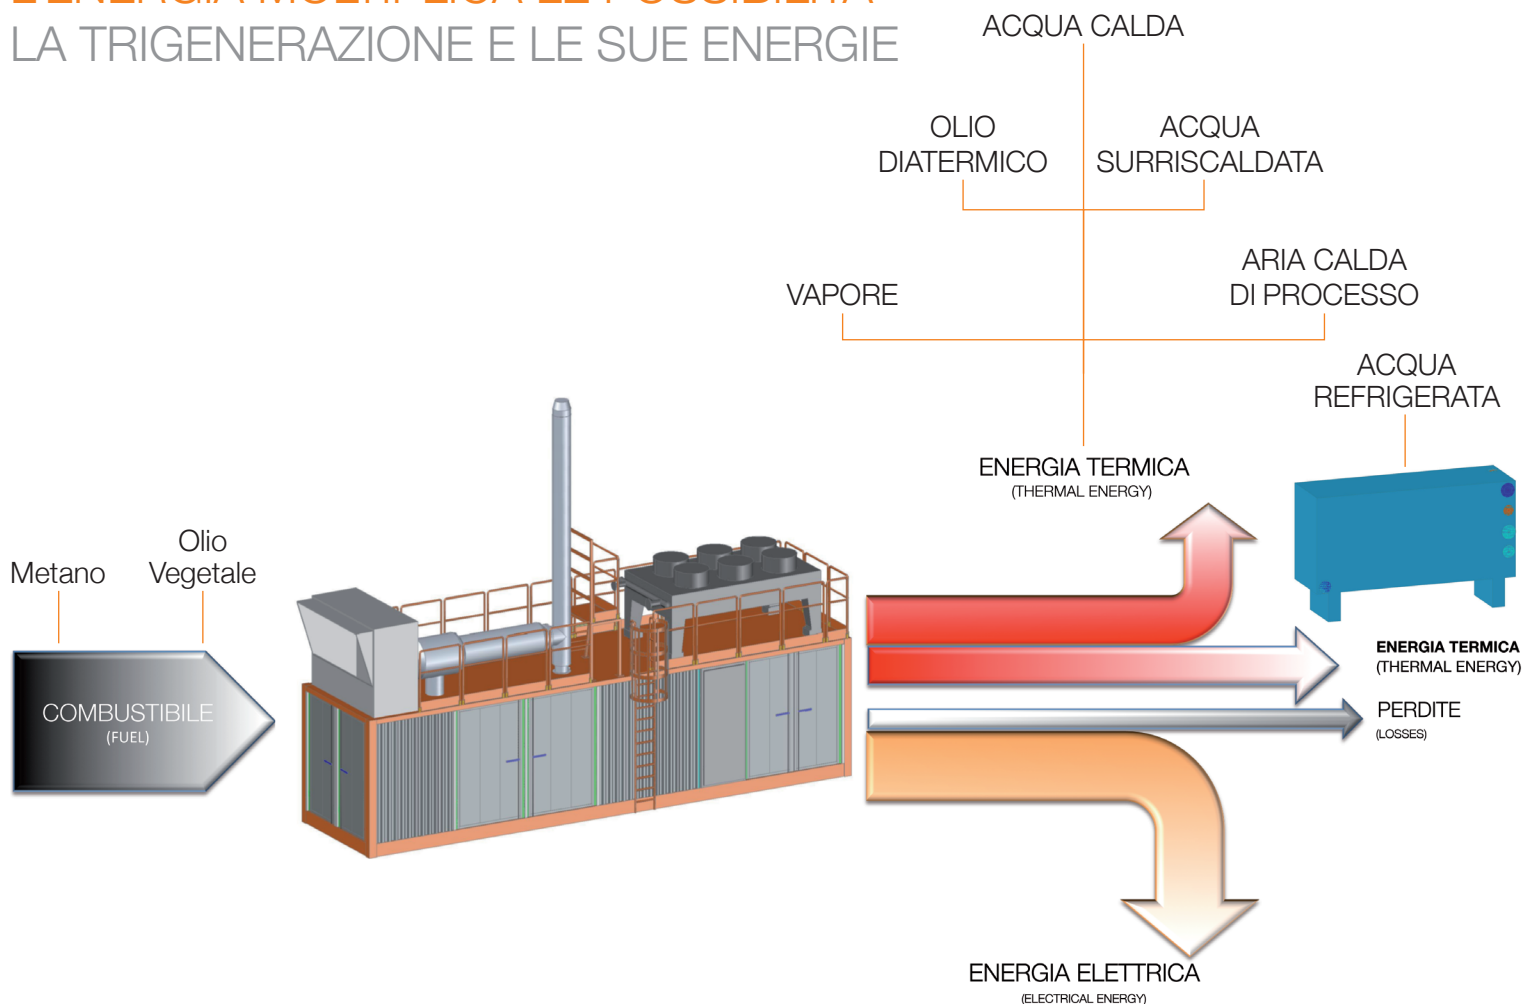 LA TRIGENERAZIONE E LE SUE ENERGIE
ACQUA CALDA
OLIO
DIATERMICO
ACQUA
SURRISCALDATA
VAPORE
ARIA CALDA
DI PROCESSO
ACQUA
REFRIGERATA
ENERGIA TERMICA
(THERMAL ENERGY)
Metano
Olio
Vegetale
COMBUSTIBILE
(FUEL)
ENERGIA TERMICA
(THERMAL ENERGY)
PERDITE
(LOSSES)
ENERGIA ELETTRICA
(ELECTRICAL ENERGY)